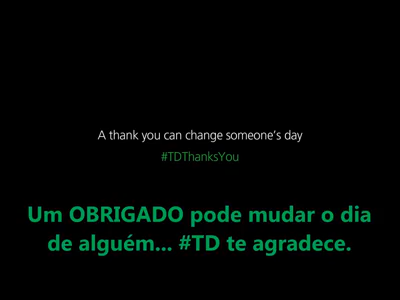 A thank you can change someone's day
#TDThanksYou
Um OBRIGADO pode mudar o dia
de alguém... #TD te agradece.